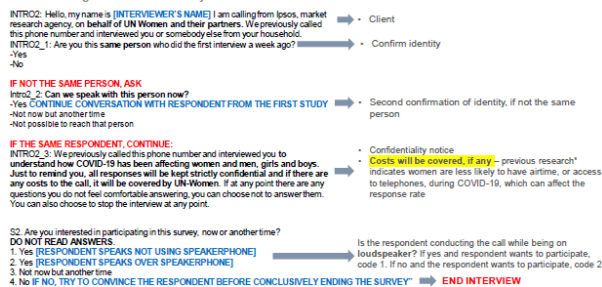 INTRO2: Hello, my name is [INTERVIEWER'S NAME] I am calling from Ipsos, market
research agency, on behalf of UN Women and their partners. We previously called
this phone number and interviewed you or somebody else from your household.
INTRO2_1: Are you this same person who did the first interview a week ago?
-Yes
-No
• Client
• Confirm identity
IF NOT THE SAME PERSON, ASK
Intro2_2: Can we speak with this person now?
-Yes CONTINUE CONVERSATION WITH RESPONDENT FROM THE FIRST STUDY
-Not now but another time
-Not possible to reach that person
• Second confirmation of identity, if not the same
person
IF THE SAME RESPONDENT, CONTINUE:
INTRO2_3: We previously called this phone number and interviewed you to
understand how COVID-19 has been affecting women and men, girls and boys.
Just to remind you, all responses will be kept strictly confidential and if there are
any costs to the call, it will be covered by UN-Women. If at any point there are any
questions you do not feel comfortable answering, you can choose not to answer them.
You can also choose to stop the interview at any point.
• Confidentiality notice
• Costs will be covered, if any – previous research*
indicates women are less likely to have airtime, or access
to telephones, during COVID-19, which can affect the
response rate
S2. Are you interested in participating in this survey, now or another time?
DO NOT READ ANSWERS.
1. Yes [RESPONDENT SPEAKS NOT USING SPEAKERPHONE]
2. Yes [RESPONDENT SPEAKS OVER SPEAKERPHONE]
3. Not now but another time
4. No IF NO, TRY TO CONVINCE THE RESPONDENT BEFORE CONCLUSIVELY ENDING THE SURVEY" END INTERVIEW
Is the respondent conducting the call while being on
loudspeaker? If yes and respondent wants to participate,
code 1. If no and the respondent wants to participate, code 2